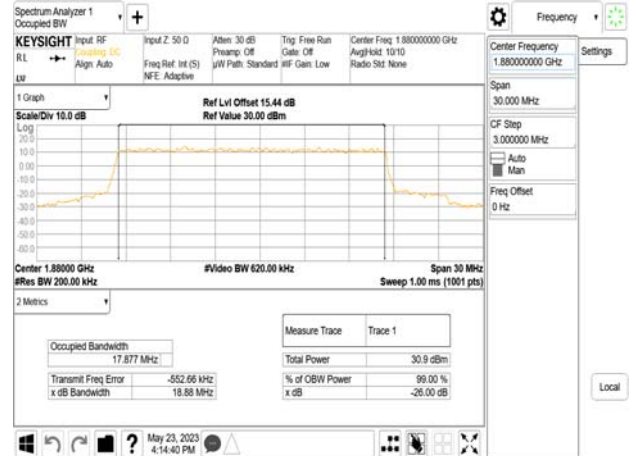 Spectrum Analyzer 1
Occupied BW
KEYSIGHT
Input: RF
Coupling: DC
Align: Auto
RL
LV
Input Z: 50 Ω
Freq Ref: Int (S)
NFE: Adaptive
Atten: 30 dB
Preamp: Off
µW Path: Standard
Trig: Free Run
Gate: Off
#IF Gain: Low
Center Freq: 1.880000000 GHz
Avg|Hold: 10/10
Radio Std: None
1 Graph
Scale/Div 10.0 dB
Ref Lvl Offset 15.44 dB
Ref Value 30.00 dBm
Log
20.0
10.0
0.00
-10.0
-20.0
-30.0
-40.0
-50.0
-60.0
Center 1.88000 GHz
#Res BW 200.00 kHz
#Video BW 620.00 kHz
Span 30 MHz
Sweep 1.00 ms (1001 pts)
2 Metrics
Measure Trace Trace 1
Occupied Bandwidth
17.877 MHz
Total Power 30.9 dBm
Transmit Freq Error -552.66 kHz
% of OBW Power 99.00 %
x dB Bandwidth 18.88 MHz
x dB -26.00 dB
May 23, 2023
4:14:40 PM
?
Frequency
Center Frequency
1.880000000 GHz
Settings
Span
30.000 MHz
CF Step
3.000000 MHz
Auto
Man
Freq Offset
0 Hz
Local